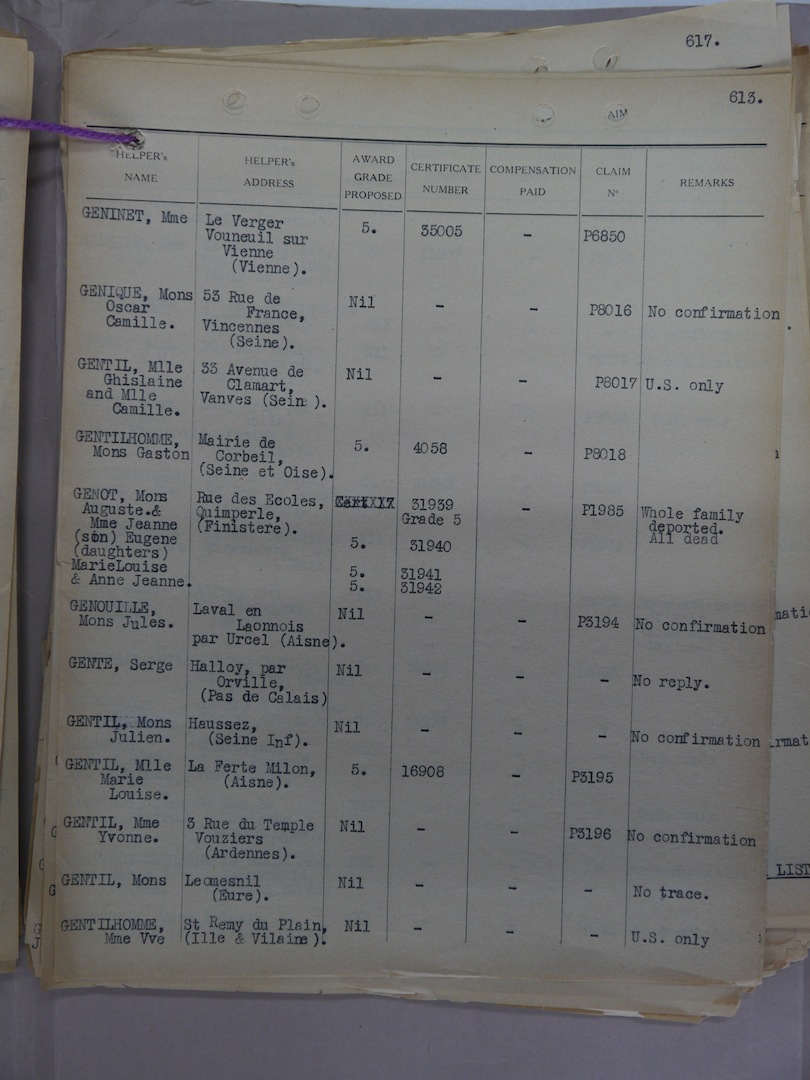 617.
613.
AIM
HELPER's NAME HELPER's ADDRESS AWARD GRADE PROPOSED CERTIFICATE NUMBER COMPENSATION PAID CLAIM Nº REMARKS
GENINET, Mme Le Verger 5. 35005 - P6850
Vouneuil sur
Vienne
(Vienne).
GENIQUE, Mons 53 Rue de Nil - - P8016 No confirmation
Oscar France,
Camille. Vincennes
(Seine).
GENTIL, Mlle 33 Avenue de Nil - - P8017 U.S. only
Ghislaine Clamart,
and Mlle Vanves (Sein ).
Camille.
GENTILHOMME, Mairie de 5. 4058 - P8018
Mons Gaston Corbeil,
(Seine et Oise).
GENOT, Mons Rue des Ecoles, 31939 - P1985 Whole family
Auguste.& Quimperle, Grade 5 deported.
Mme Jeanne (Finistere). All dead
(son) Eugene 5. 31940
(daughters)
MarieLouise 5. 31941
& Anne Jeanne. 5. 31942
GENOUILLE, Laval en Nil - - P3194 No confirmation
Mons Jules. Laonnois
par Urcel (Aisne).
GENTE, Serge Halloy, par Nil - - - No reply.
Orville,
(Pas de Calais)
GENTIL, Mons Haussez, Nil - - - No confirmation
Julien. (Seine Inf).
GENTIL, Mlle La Ferte Milon, 5. 16908 - P3195
Marie (Aisne).
Louise.
GENTIL, Mme 3 Rue du Temple Nil - - P3196 No confirmation
Yvonne. Vouziers
(Ardennes).
GENTIL, Mons Leomesnil Nil - - - No trace.
(Eure).
GENTILHOMME, St Remy du Plain, Nil - - - U.S. only
Mme Vve (Ille & Vilaine).
LIST